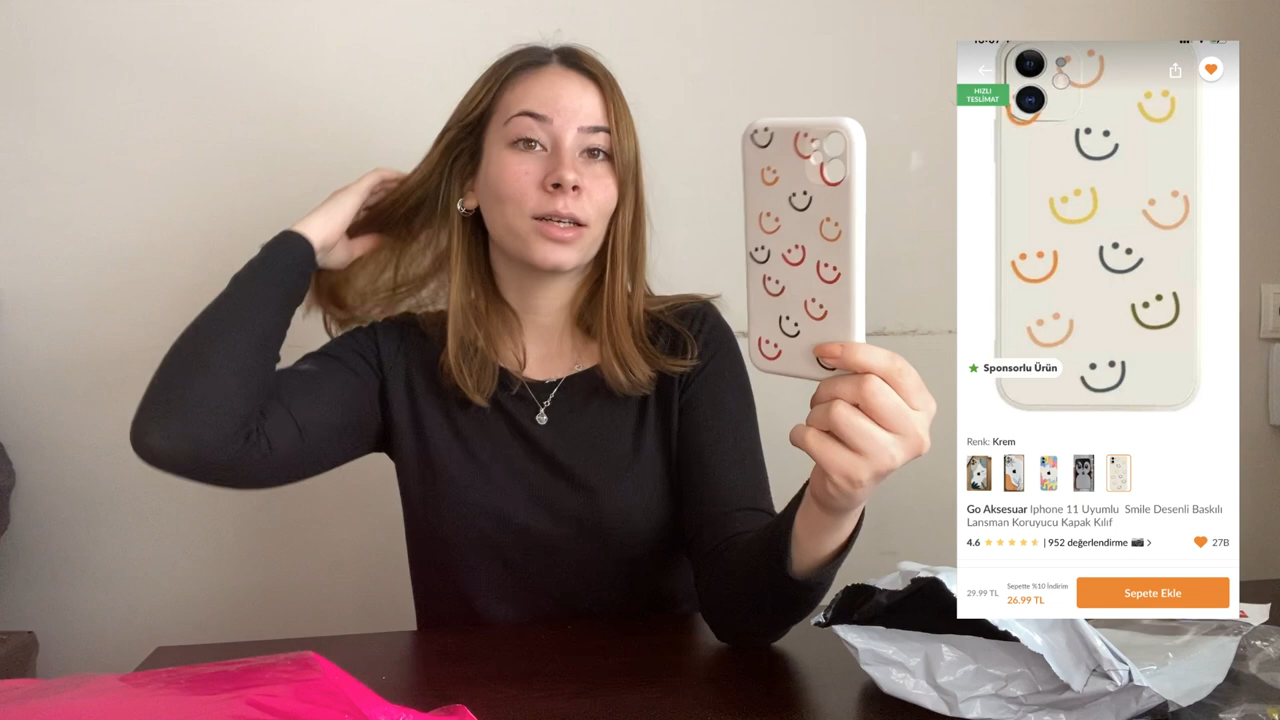 HIZLI
TESLİMAT
Sponsorlu Ürün
Renk: Krem
Go Aksesuar Iphone 11 Uyumlu Smile Desenli Baskılı
Lansman Koruyucu Kapak Kılıf
4.6 | 952 değerlendirme
27B
29.99 TL
Sepette %10 İndirim
26.99 TL
Sepete Ekle